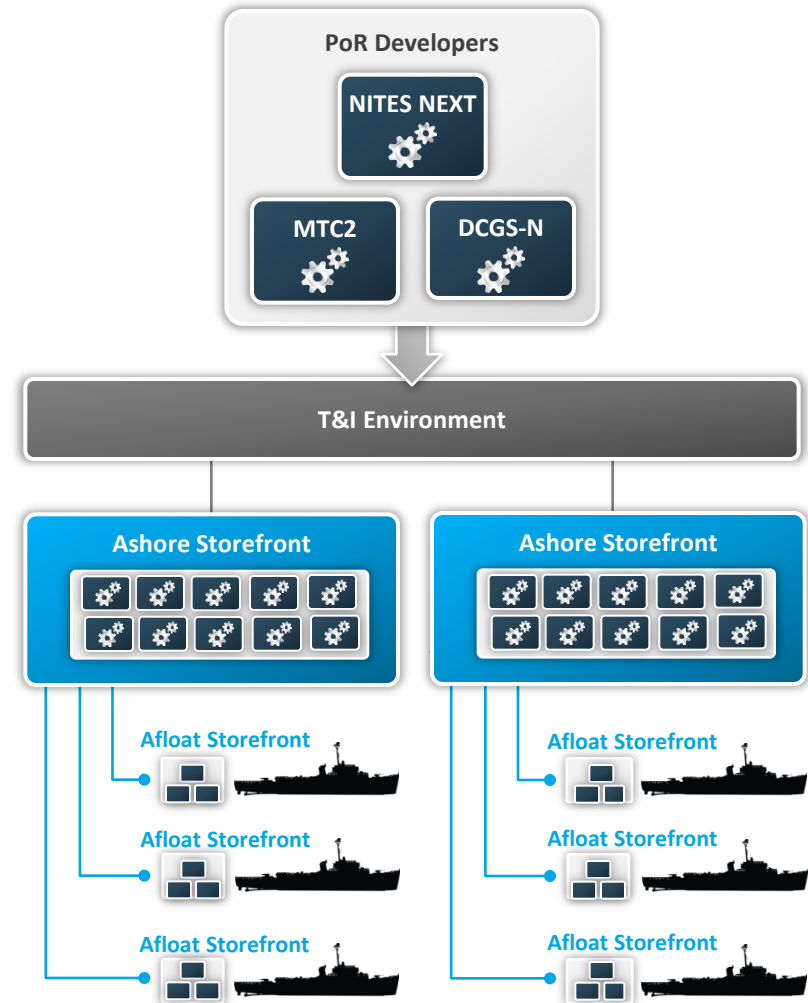 PoR Developers
NITES NEXT
MTC2
DCGS-N
T&I Environment
Ashore Storefront
Ashore Storefront
Afloat Storefront
Afloat Storefront
Afloat Storefront
Afloat Storefront
Afloat Storefront
Afloat Storefront